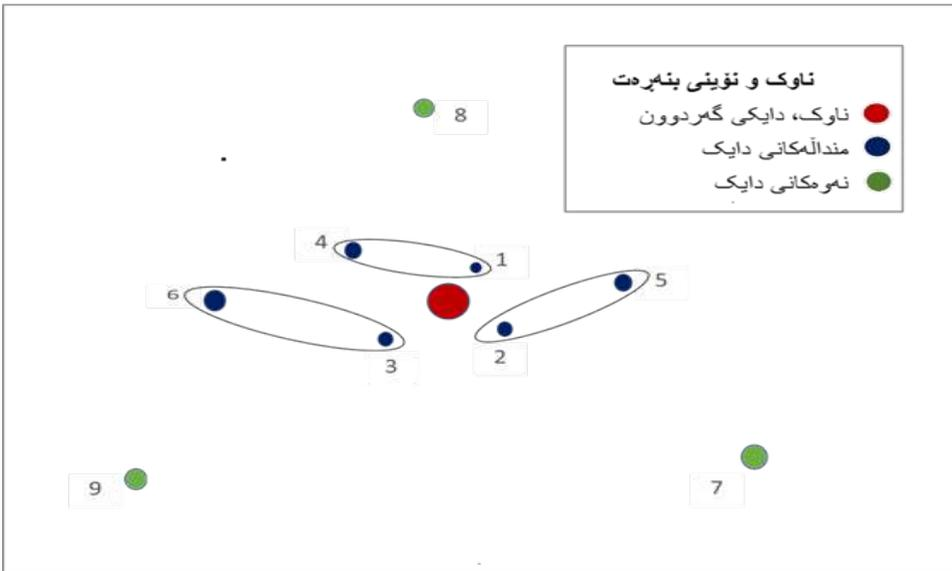 ناوک و نۆینی بنەڕەت
ناوک، دایکی گەردوون
منداڵەکانی دایک
نەوەکانی دایک
8
4
1
5
6
2
3
7
9